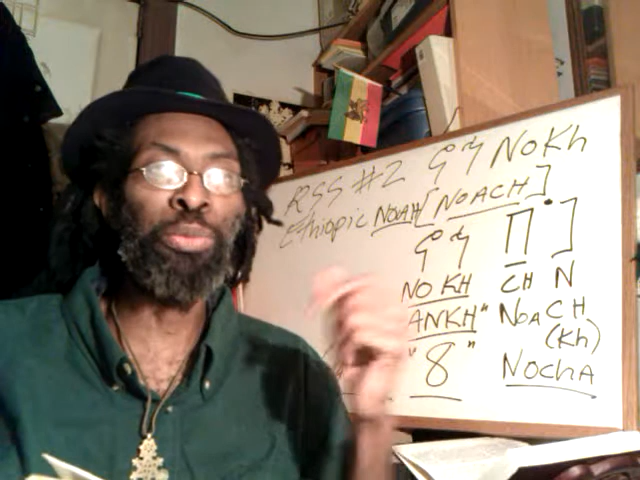 RSS #2 ኖኅ NoKh
Ethiopic NOAH [NOACH]
ኖኅ נֹח
NO KH CH N
ANKH" NOACH
(Kh)
"8" NOCHA